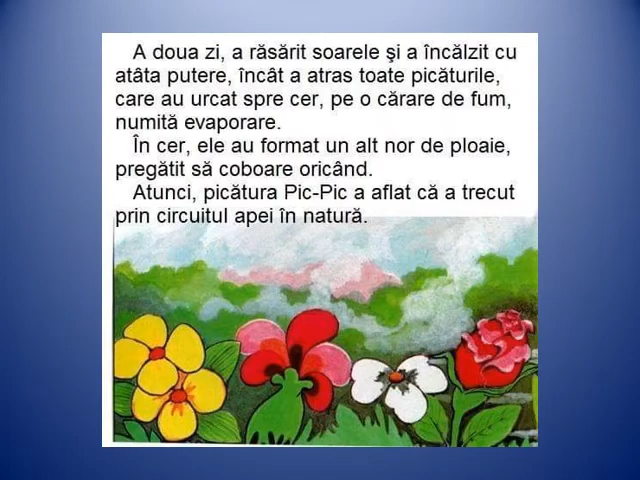 A doua zi, a răsărit soarele şi a încălzit cu
atâta putere, încât a atras toate picăturile,
care au urcat spre cer, pe o cărare de fum,
numită evaporare.
În cer, ele au format un alt nor de ploaie,
pregătit să coboare oricând.
Atunci, picătura Pic-Pic a aflat că a trecut
prin circuitul apei în natură.